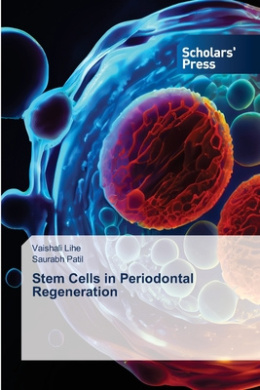 Scholars'
Press
Vaishali Lihe
Saurabh Patil
Stem Cells in Periodontal
Regeneration